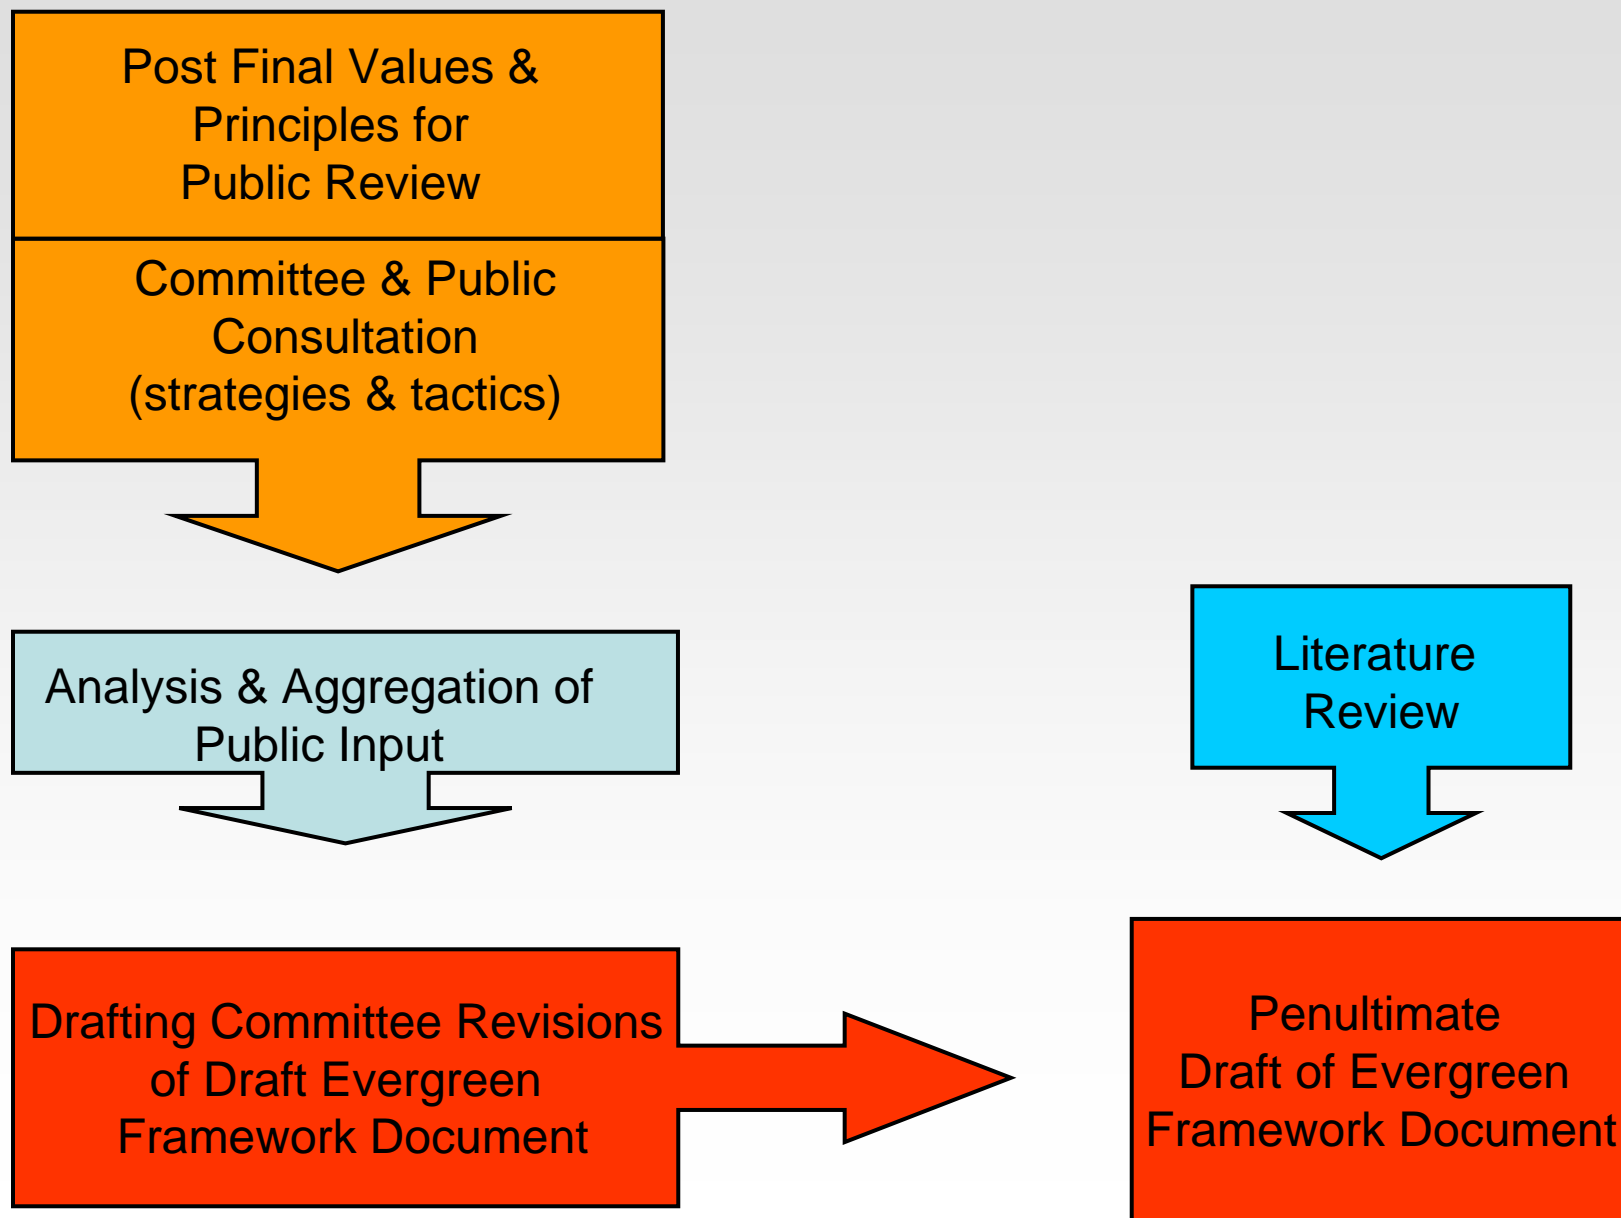 Post Final Values &
Principles for
Public Review
Committee & Public
Consultation
(strategies & tactics)
Analysis & Aggregation of
Public Input
Literature
Review
Drafting Committee Revisions
of Draft Evergreen
Framework Document
Penultimate
Draft of Evergreen
Framework Document